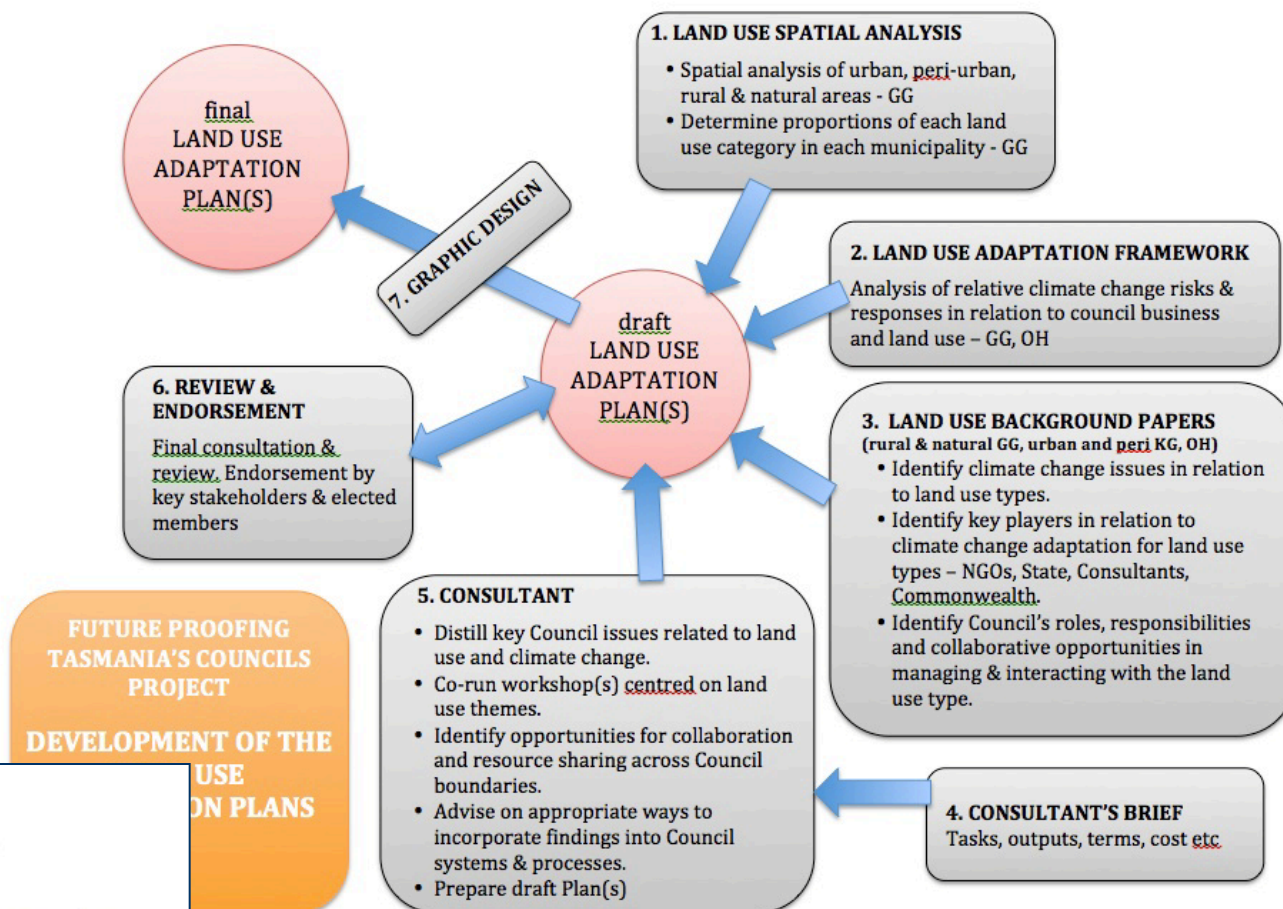 1. LAND USE SPATIAL ANALYSIS
• Spatial analysis of urban, peri-urban,
rural & natural areas - GG
• Determine proportions of each land
use category in each municipality - GG
final
LAND USE
ADAPTATION
PLAN(S)
7. GRAPHIC DESIGN
2. LAND USE ADAPTATION FRAMEWORK
Analysis of relative climate change risks &
responses in relation to council business
and land use – GG, OH
draft
LAND USE
ADAPTATION
PLAN(S)
6. REVIEW &
ENDORSEMENT
Final consultation &
review. Endorsement by
key stakeholders & elected
members
3. LAND USE BACKGROUND PAPERS
(rural & natural GG, urban and peri KG, OH)
• Identify climate change issues in relation
to land use types.
• Identify key players in relation to
climate change adaptation for land use
types – NGOs, State, Consultants,
Commonwealth.
• Identify Council's roles, responsibilities
and collaborative opportunities in
managing & interacting with the land
use type.
5. CONSULTANT
• Distill key Council issues related to land
use and climate change.
• Co-run workshop(s) centred on land
use themes.
• Identify opportunities for collaboration
and resource sharing across Council
boundaries.
• Advise on appropriate ways to
incorporate findings into Council
systems & processes.
• Prepare draft Plan(s)
4. CONSULTANT'S BRIEF
Tasks, outputs, terms, cost etc
FUTURE PROOFING
TASMANIA'S COUNCILS
PROJECT
DEVELOPMENT OF THE
USE
PLANS